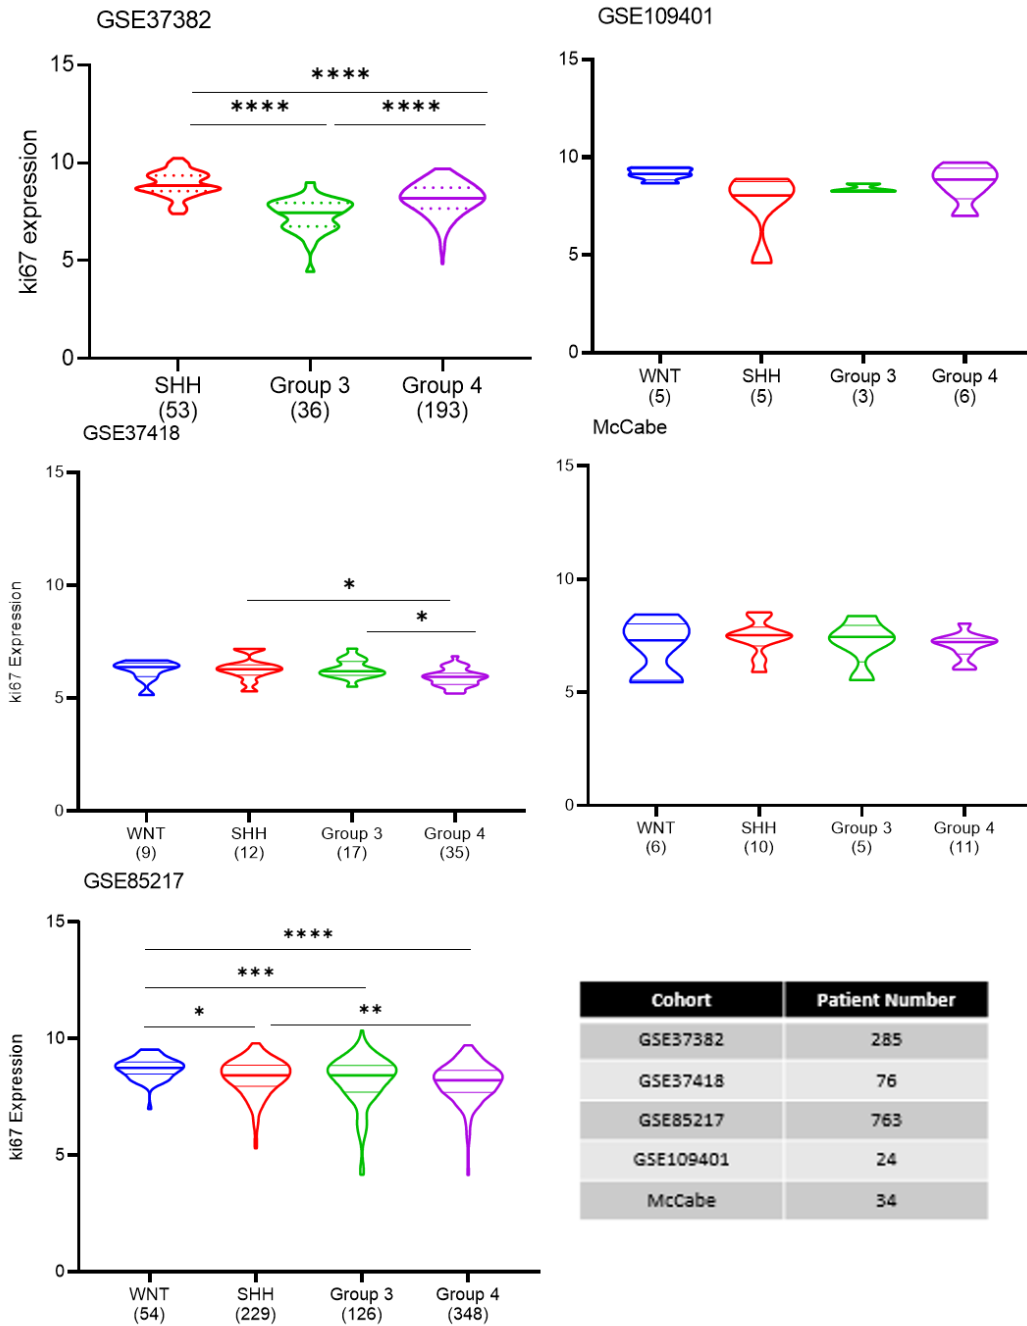 GSE37382
15
10
5
0
ki67 expression
****
**** ****
SHH Group 3 Group 4
(53) (36) (193)
GSE109401
15
10
5
0
WNT SHH Group 3 Group 4
(5) (5) (3) (6)
GSE37418
15
10
5
0
ki67 Expression
*
*
WNT SHH Group 3 Group 4
(9) (12) (17) (35)
McCabe
15
10
5
0
WNT SHH Group 3 Group 4
(6) (10) (5) (11)
GSE85217
15
10
5
0
ki67 Expression
****
***
* **
WNT SHH Group 3 Group 4
(54) (229) (126) (348)
Cohort Patient Number
GSE37382 285
GSE37418 76
GSE85217 763
GSE109401 24
McCabe 34